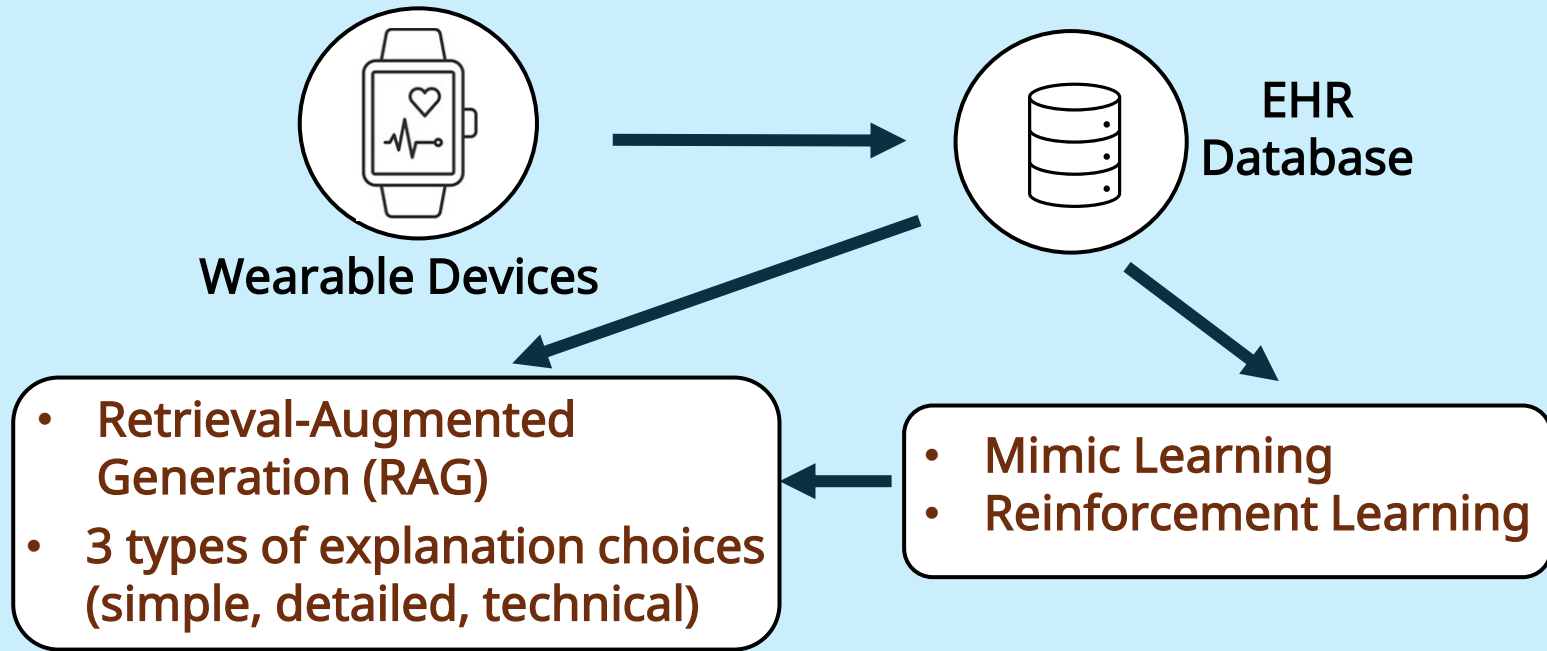 EHR
Database
Wearable Devices
• Retrieval-Augmented
Generation (RAG)
• 3 types of explanation choices
(simple, detailed, technical)
• Mimic Learning
• Reinforcement Learning